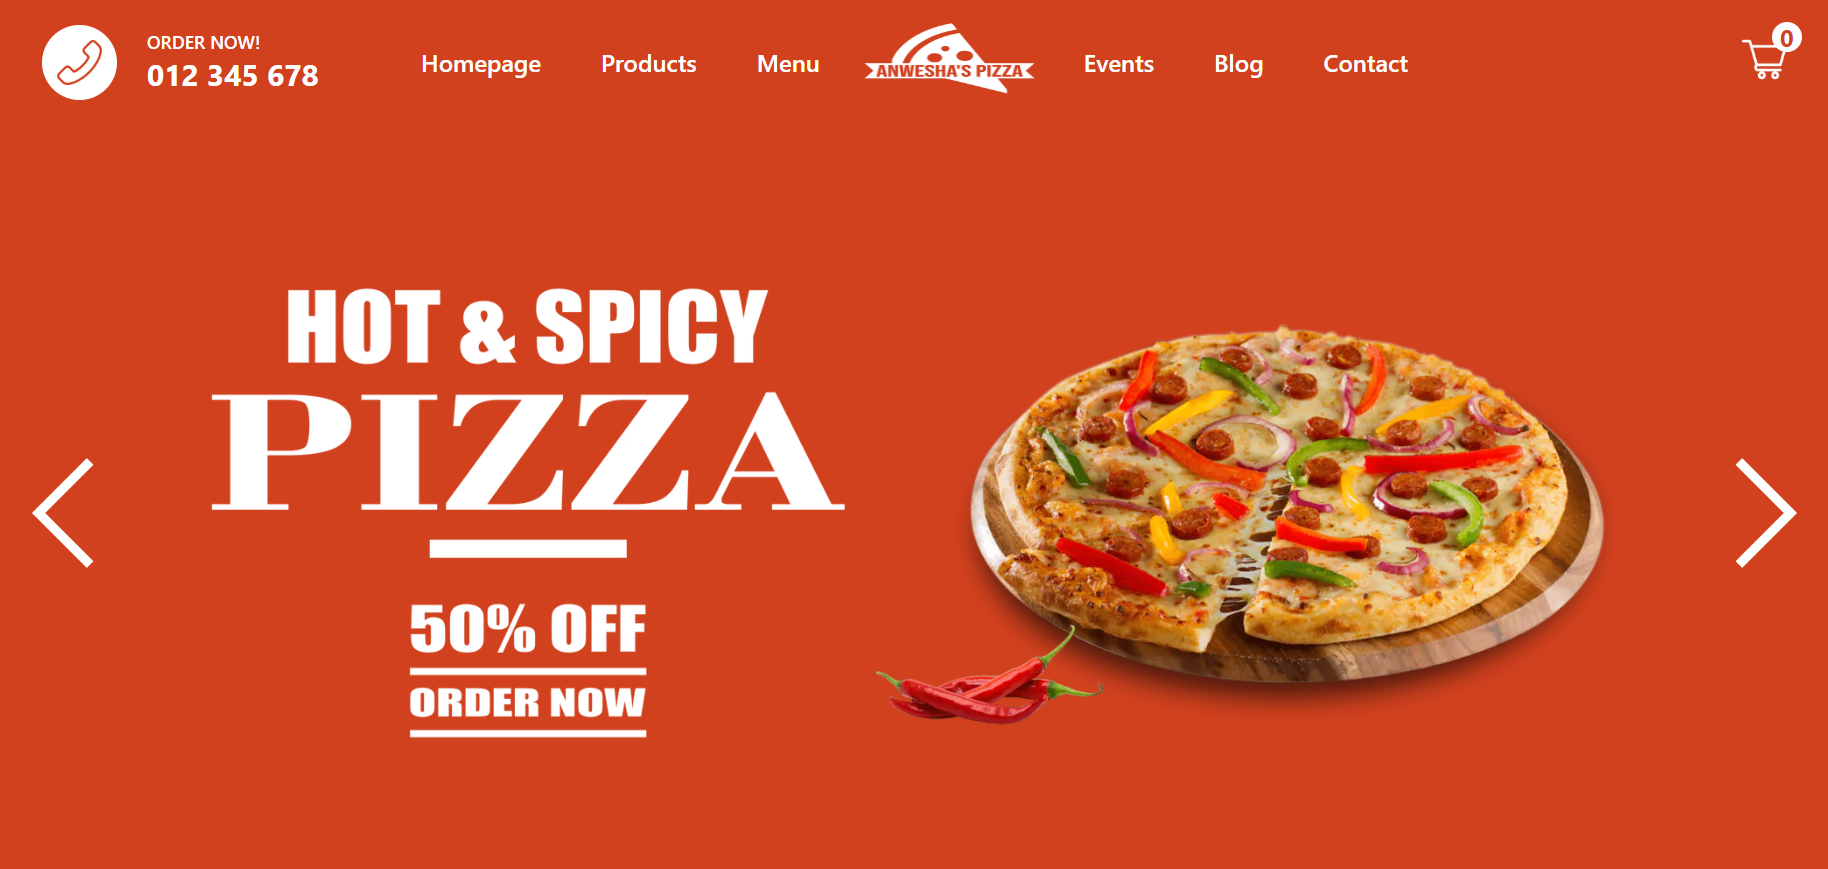 ORDER NOW!
012 345 678
Homepage
Products
Menu
ANWESHA'S PIZZA
Events
Blog
Contact
0
HOT & SPICY
PIZZA
50% OFF
ORDER NOW